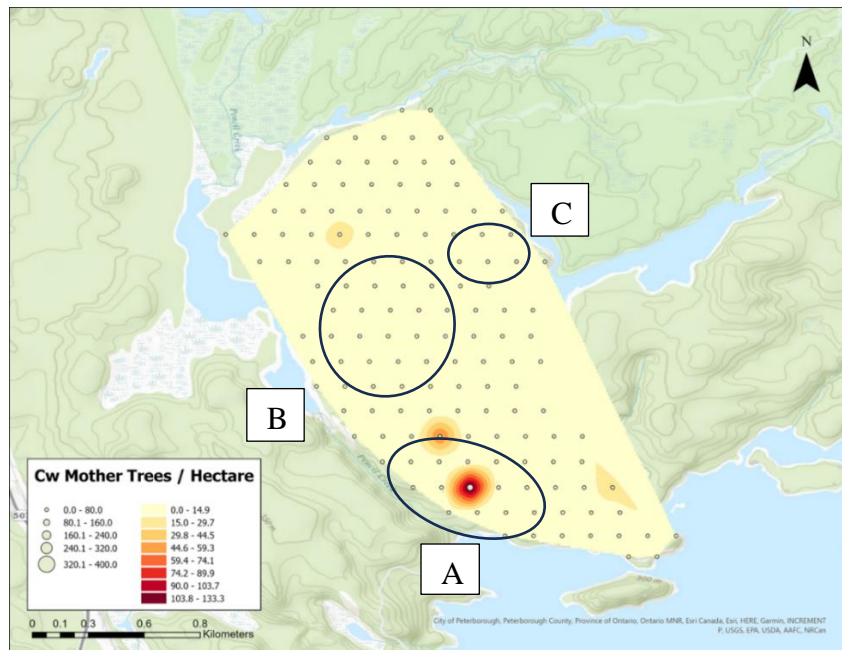 N
Powell Creek
C
B
Cw Mother Trees / Hectare
0.0 - 80.0
80.1 - 160.0
160.1 - 240.0
240.1 - 320.0
320.1 - 400.0
0.0 - 14.9
15.0 - 29.7
29.8 - 44.5
44.6 - 59.3
59.4 - 74.1
74.2 - 89.9
90.0 - 103.7
103.8 - 133.3
0 0.1 0.3 0.6 0.8
Kilometers
A
City of Peterborough, Peterborough County, Province of Ontario, Ontario MNR, Esri Canada, Esri, HERE, Garmin, INCREMENT
P, USGS, EPA, USDA, AAFC, NRCan